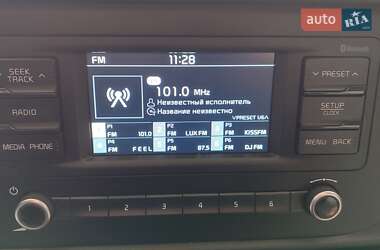 auto RIA
FM 11:28
Bluetooth
SEEK
TRACK
RADIO
MEDIA PHONE
101.0 MHz
Неизвестный исполнитель
Название неизвестно
PRESET
P1 FM 101.0
P2 FM LUX FM
P3 FM KISSFM
P4 FM FEEL
P5 FM 87.5
P6 FM DJ FM
PRESET
SETUP
CLOCK
MENU BACK
1 2 3 4 5 6